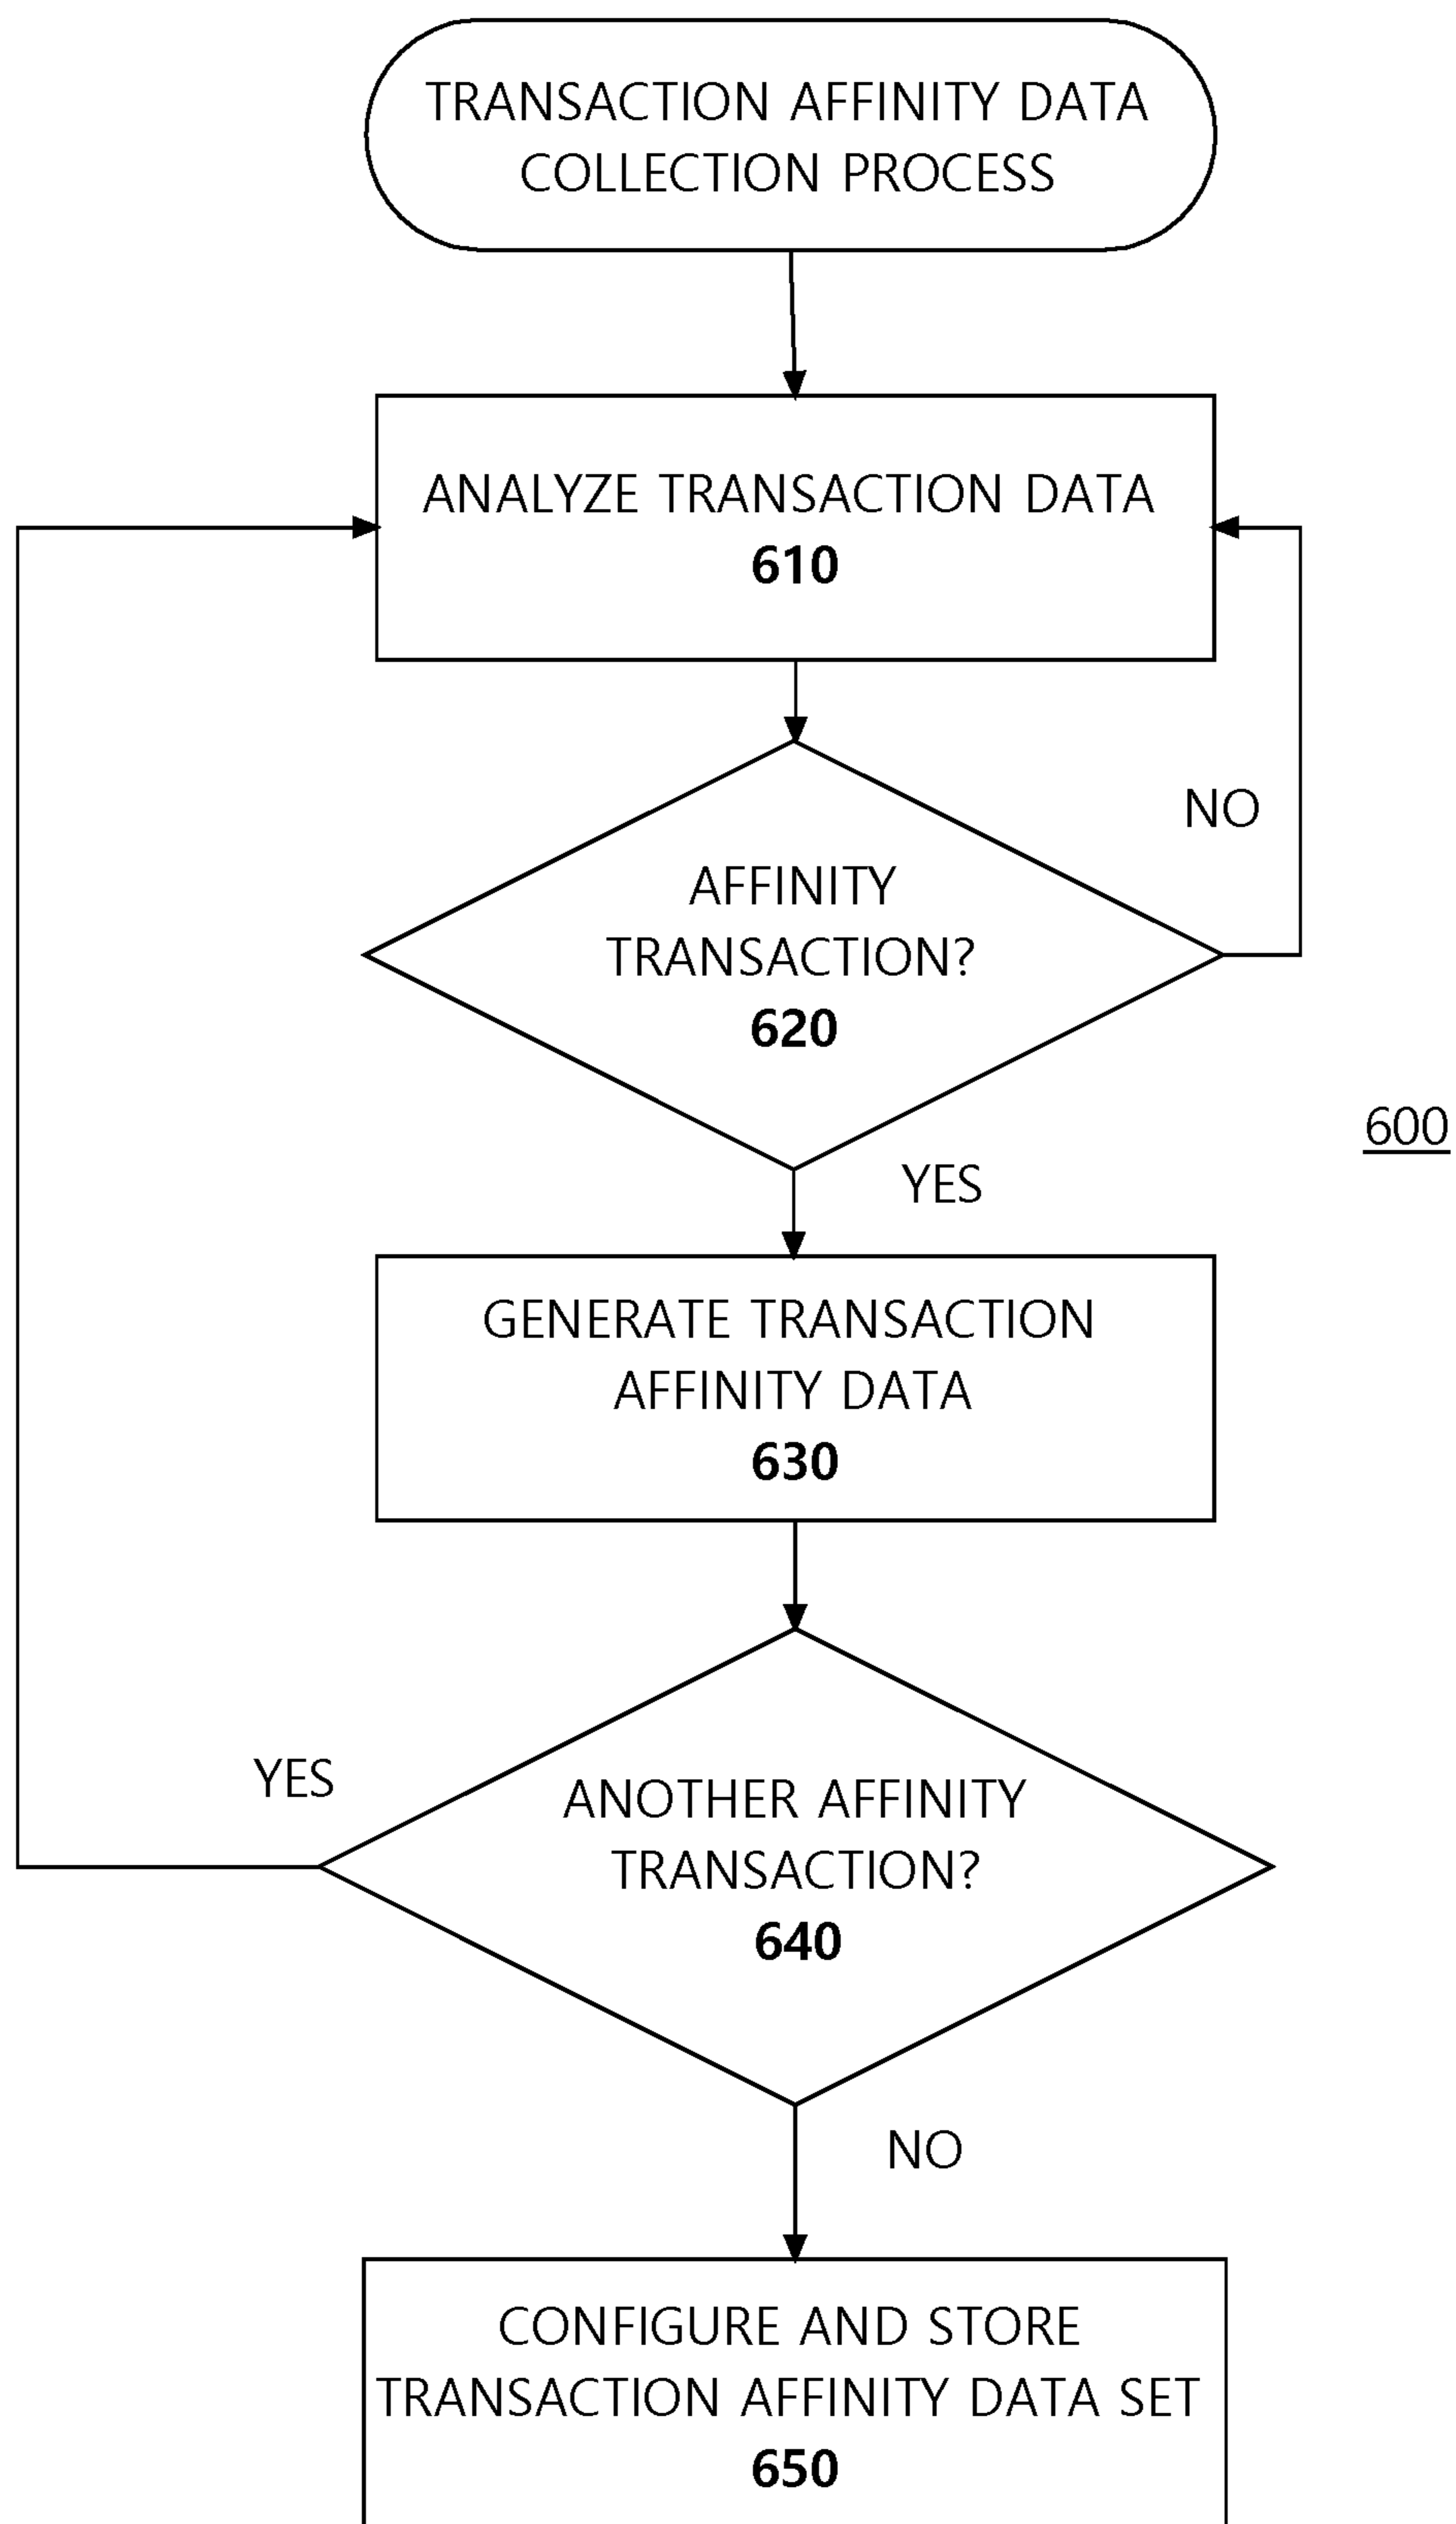 TRANSACTION AFFINITY DATA
COLLECTION PROCESS
ANALYZE TRANSACTION DATA
610
NO
AFFINITY
TRANSACTION?
620
600
YES
GENERATE TRANSACTION
AFFINITY DATA
630
YES
ANOTHER AFFINITY
TRANSACTION?
640
NO
CONFIGURE AND STORE
TRANSACTION AFFINITY DATA SET
650